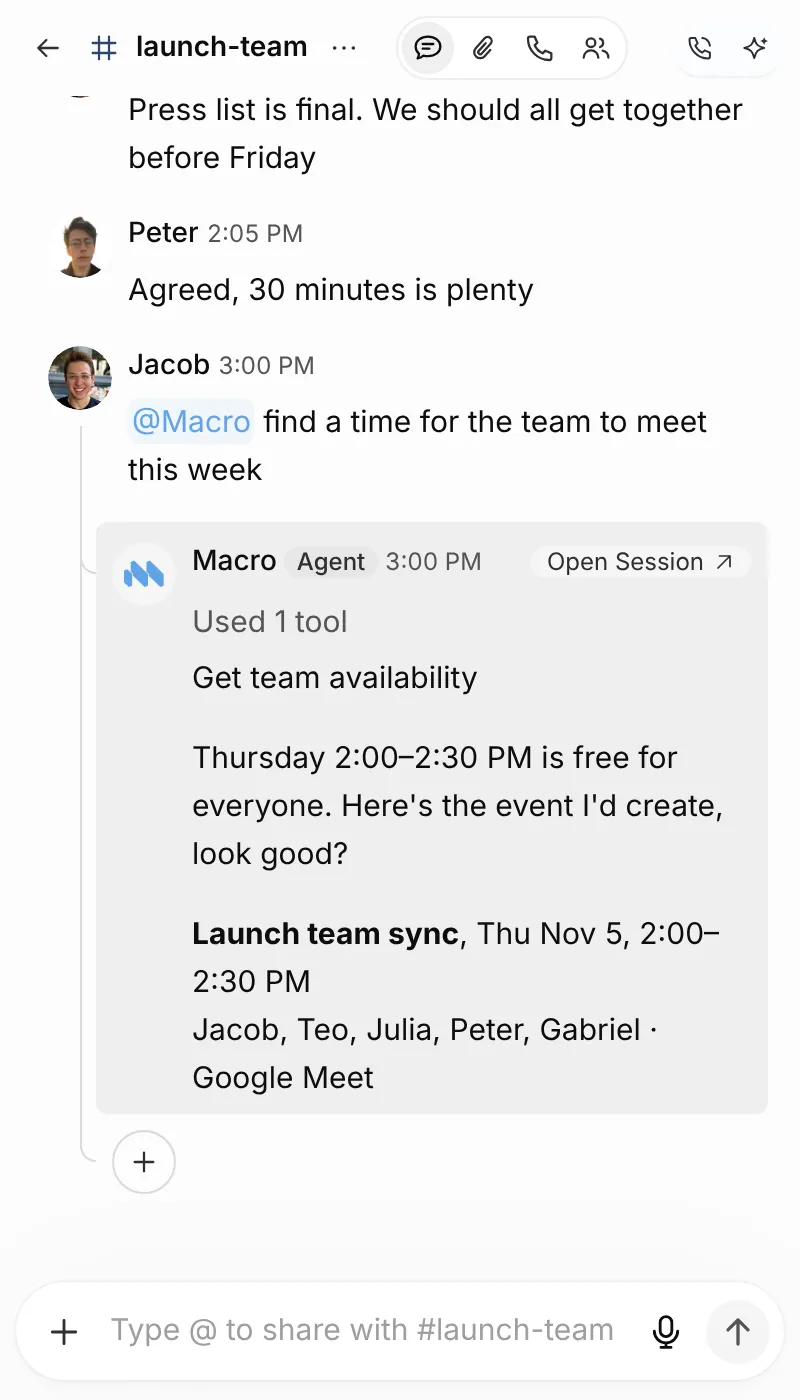 launch-team
Press list is final. We should all get together
before Friday
Peter 2:05 PM
Agreed, 30 minutes is plenty
Jacob 3:00 PM
@Macro find a time for the team to meet
this week
Macro Agent 3:00 PM Open Session
Used 1 tool
Get team availability
Thursday 2:00–2:30 PM is free for
everyone. Here's the event I'd create,
look good?
Launch team sync, Thu Nov 5, 2:00–
2:30 PM
Jacob, Teo, Julia, Peter, Gabriel ·
Google Meet
Type @ to share with #launch-team